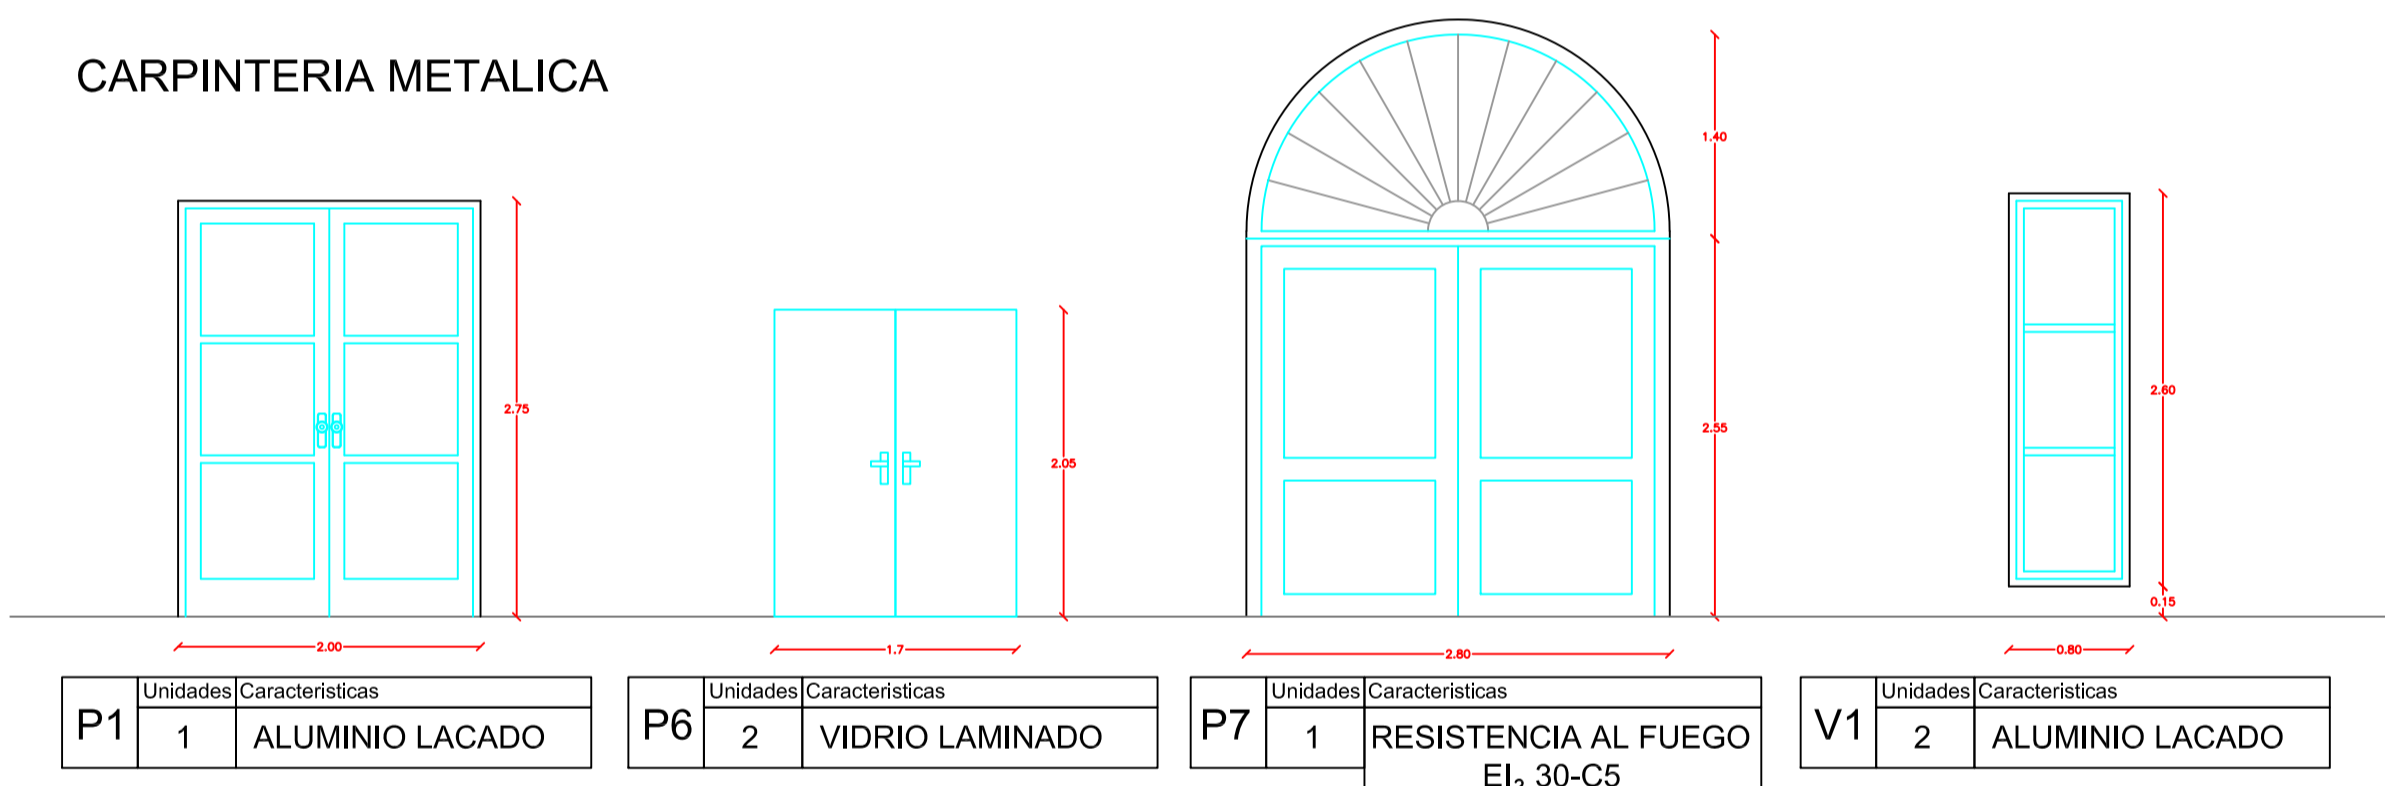 CARPINTERIA METALICA
1.40
2.75
2.60
2.55
2.05
0.15
2.00
1.7
2.80
0.80
P1
Unidades Caracteristicas
1 ALUMINIO LACADO
P6
Unidades Caracteristicas
2 VIDRIO LAMINADO
P7
Unidades Caracteristicas
1 RESISTENCIA AL FUEGO
EI₂ 30-C5
V1
Unidades Caracteristicas
2 ALUMINIO LACADO